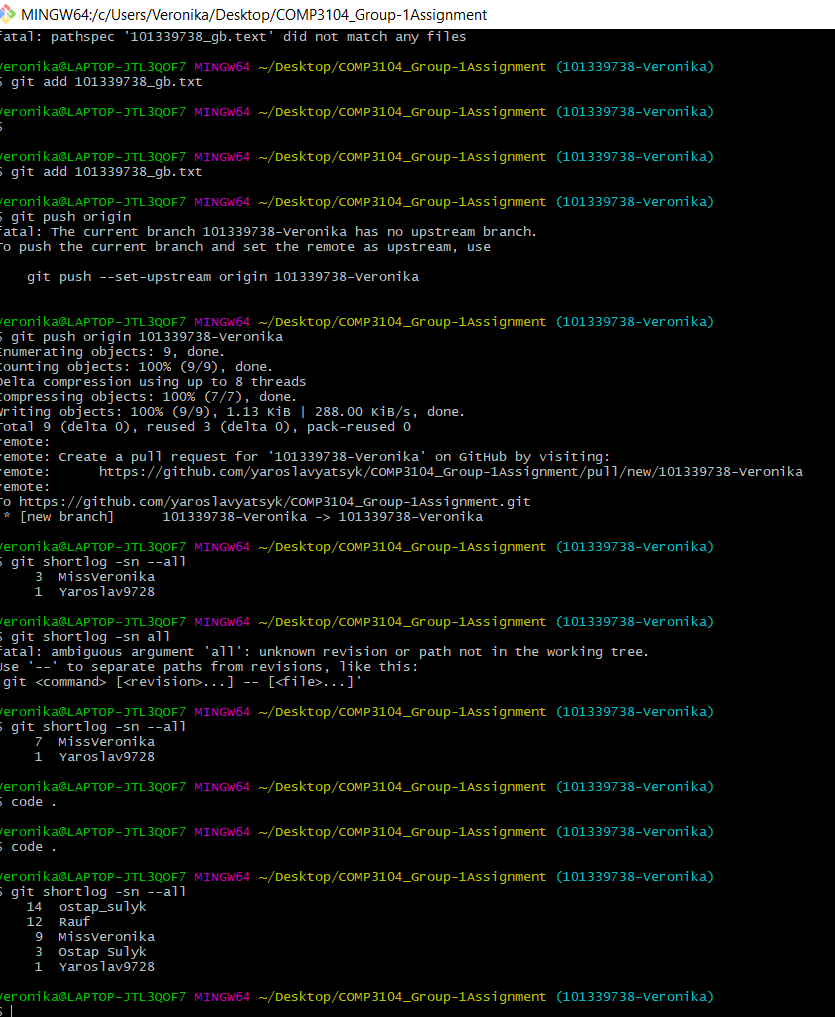 MINGW64:/c/Users/Veronika/Desktop/COMP3104_Group-1Assignment
fatal: pathspec '101339738_gb.text' did not match any files
Veronika@LAPTOP-JTL3QOF7 MINGW64 ~/Desktop/COMP3104_Group-1Assignment (101339738-Veronika)
$ git add 101339738_gb.txt
Veronika@LAPTOP-JTL3QOF7 MINGW64 ~/Desktop/COMP3104_Group-1Assignment (101339738-Veronika)
$
Veronika@LAPTOP-JTL3QOF7 MINGW64 ~/Desktop/COMP3104_Group-1Assignment (101339738-Veronika)
$ git add 101339738_gb.txt
Veronika@LAPTOP-JTL3QOF7 MINGW64 ~/Desktop/COMP3104_Group-1Assignment (101339738-Veronika)
$ git push origin
fatal: The current branch 101339738-Veronika has no upstream branch.
To push the current branch and set the remote as upstream, use
git push --set-upstream origin 101339738-Veronika
Veronika@LAPTOP-JTL3QOF7 MINGW64 ~/Desktop/COMP3104_Group-1Assignment (101339738-Veronika)
$ git push origin 101339738-Veronika
Enumerating objects: 9, done.
Counting objects: 100% (9/9), done.
Delta compression using up to 8 threads
Compressing objects: 100% (7/7), done.
Writing objects: 100% (9/9), 1.13 KiB | 288.00 KiB/s, done.
Total 9 (delta 0), reused 3 (delta 0), pack-reused 0
remote:
remote: Create a pull request for '101339738-Veronika' on GitHub by visiting:
remote:      https://github.com/yaroslavyatsyk/COMP3104_Group-1Assignment/pull/new/101339738-Veronika
remote:
To https://github.com/yaroslavyatsyk/COMP3104_Group-1Assignment.git
* [new branch]      101339738-Veronika -> 101339738-Veronika
Veronika@LAPTOP-JTL3QOF7 MINGW64 ~/Desktop/COMP3104_Group-1Assignment (101339738-Veronika)
$ git shortlog -sn --all
3  MissVeronika
1  Yaroslav9728
Veronika@LAPTOP-JTL3QOF7 MINGW64 ~/Desktop/COMP3104_Group-1Assignment (101339738-Veronika)
$ git shortlog -sn all
fatal: ambiguous argument 'all': unknown revision or path not in the working tree.
Use '--' to separate paths from revisions, like this:
'git <command> [<revision>...] -- [<file>...]'
Veronika@LAPTOP-JTL3QOF7 MINGW64 ~/Desktop/COMP3104_Group-1Assignment (101339738-Veronika)
$ git shortlog -sn --all
7  MissVeronika
1  Yaroslav9728
Veronika@LAPTOP-JTL3QOF7 MINGW64 ~/Desktop/COMP3104_Group-1Assignment (101339738-Veronika)
$ code .
Veronika@LAPTOP-JTL3QOF7 MINGW64 ~/Desktop/COMP3104_Group-1Assignment (101339738-Veronika)
$ code .
Veronika@LAPTOP-JTL3QOF7 MINGW64 ~/Desktop/COMP3104_Group-1Assignment (101339738-Veronika)
$ git shortlog -sn --all
14  ostap_sulyk
12  Rauf
9  MissVeronika
3  Ostap Sulyk
1  Yaroslav9728
Veronika@LAPTOP-JTL3QOF7 MINGW64 ~/Desktop/COMP3104_Group-1Assignment (101339738-Veronika)
$